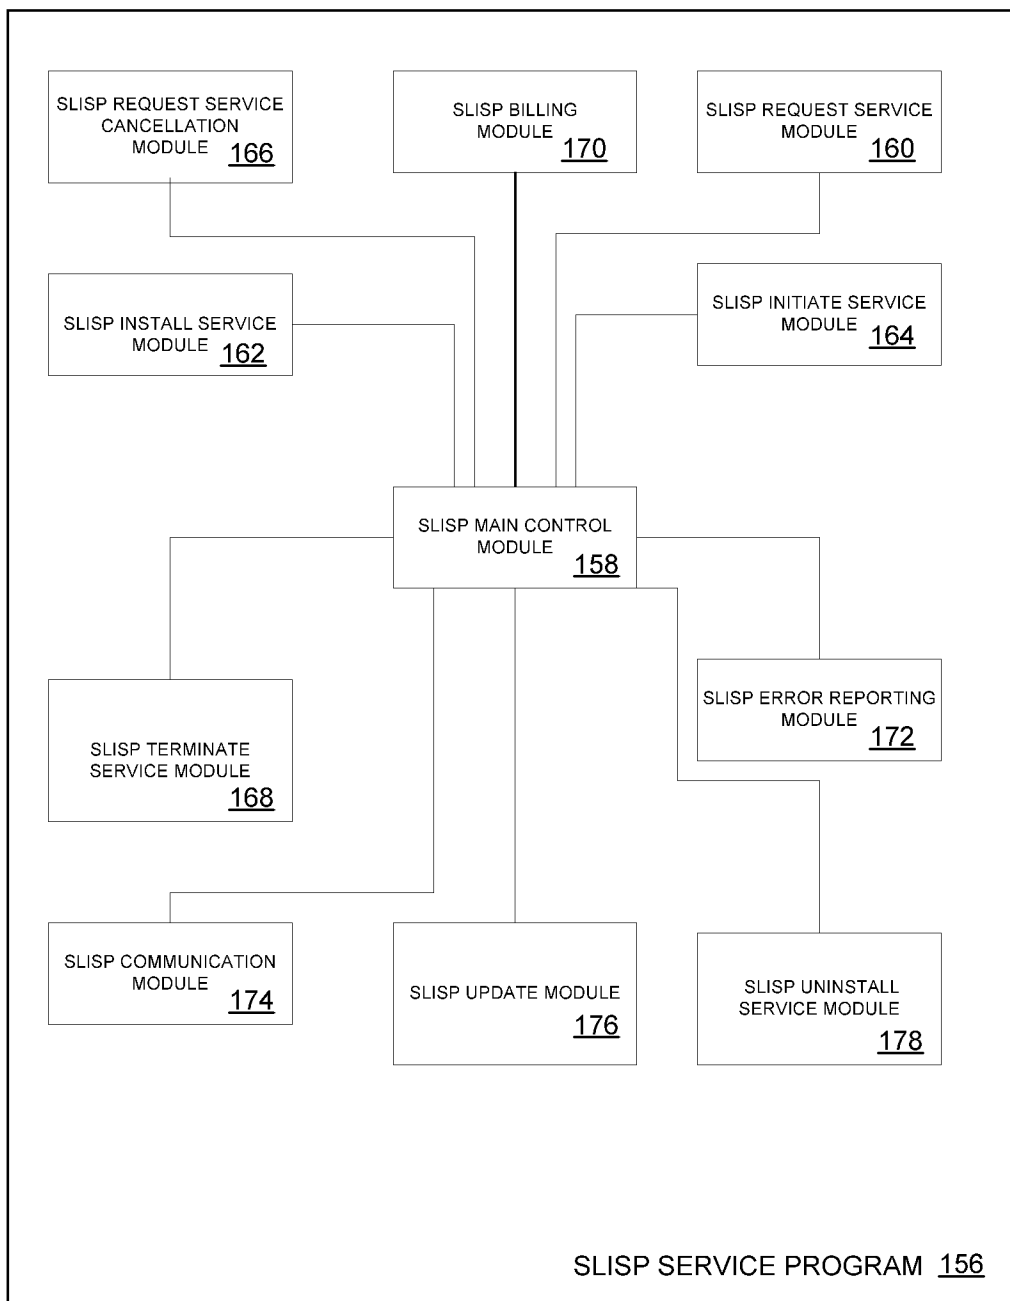 SLISP REQUEST SERVICE
CANCELLATION
MODULE 166
SLISP BILLING
MODULE
170
SLISP REQUEST SERVICE
MODULE
160
SLISP INSTALL SERVICE
MODULE 162
SLISP INITIATE SERVICE
MODULE
164
SLISP MAIN CONTROL
MODULE
158
SLISP TERMINATE
SERVICE MODULE
168
SLISP ERROR REPORTING
MODULE
172
SLISP COMMUNICATION
MODULE
174
SLISP UPDATE MODULE
176
SLISP UNINSTALL
SERVICE MODULE
178
SLISP SERVICE PROGRAM 156